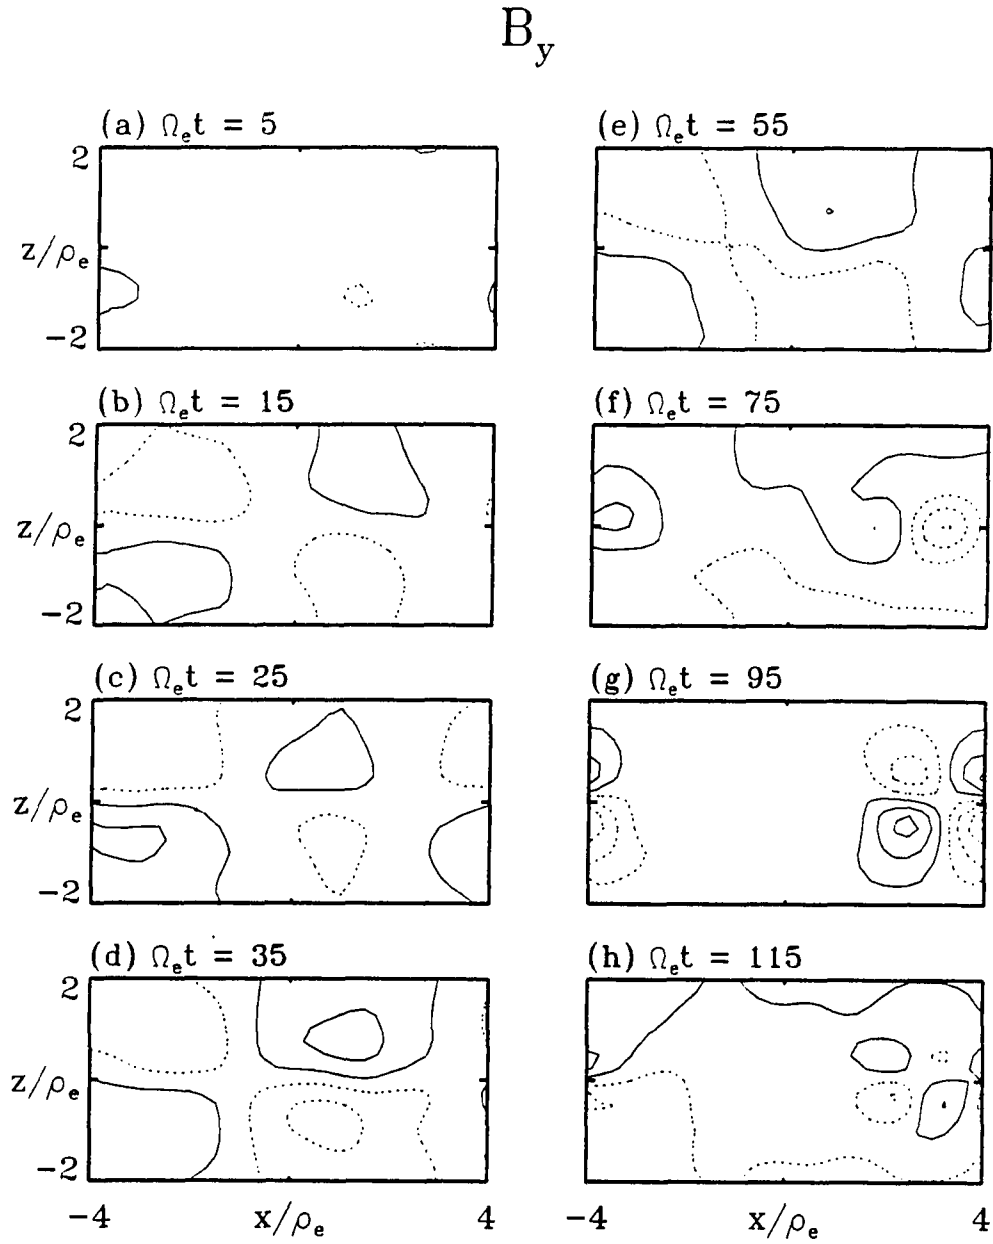 B_y
(a) Ω_e t = 5
(e) Ω_e t = 55
2
z/ρ_e
-2
(b) Ω_e t = 15
(f) Ω_e t = 75
2
z/ρ_e
-2
(c) Ω_e t = 25
(g) Ω_e t = 95
2
z/ρ_e
-2
(d) Ω_e t = 35
(h) Ω_e t = 115
2
z/ρ_e
-2
-4 x/ρ_e 4
-4 x/ρ_e 4